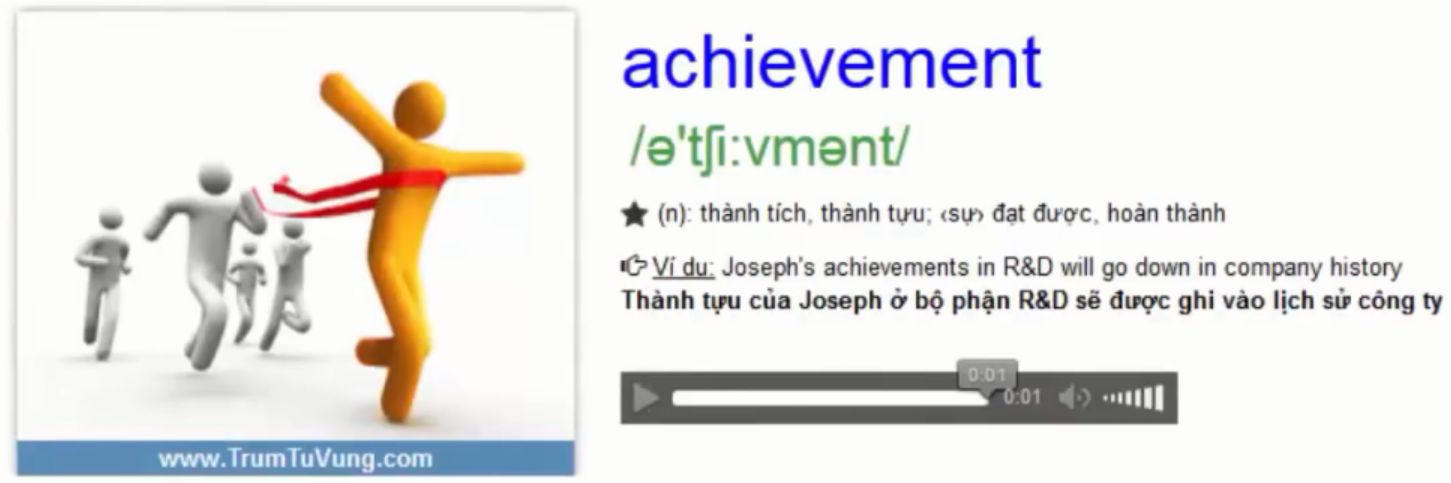 achievement
/ə'tʃi:vmənt/
★ (n): thành tích, thành tựu; ‹sự› đạt được, hoàn thành
Ví dụ: Joseph's achievements in R&D will go down in company history
Thành tựu của Joseph ở bộ phận R&D sẽ được ghi vào lịch sử công ty
0:01
0:01
www.TrumTuVung.com